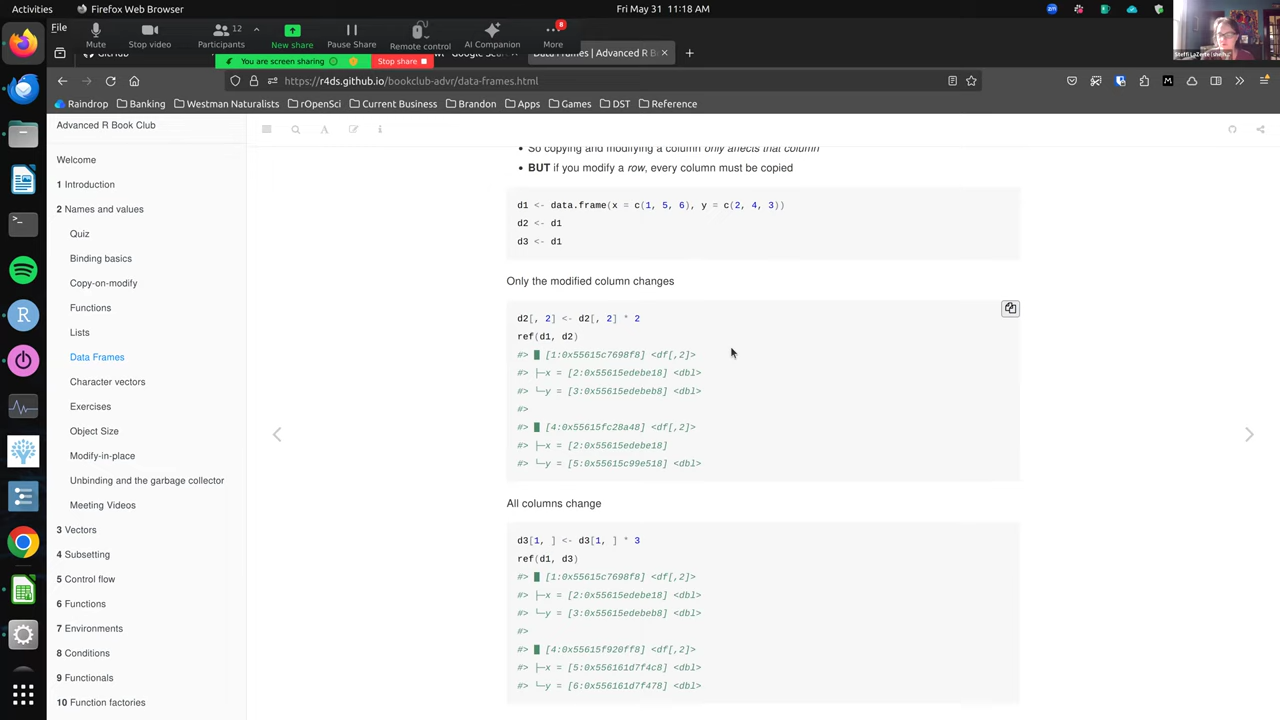 Activities
Firefox Web Browser
Fri May 31 11:18 AM
File
Mute
Stop video
12
Participants
New share
Pause Share
Remote control
AI Companion
8
More
GitHub
Data Frames | Advanced R B
You are screen sharing
Stop share
https://r4ds.github.io/bookclub-advr/data-frames.html
Raindrop
Banking
Westman Naturalists
rOpenSci
Current Business
Brandon
Apps
Games
DST
Reference
Advanced R Book Club
Welcome
1 Introduction
2 Names and values
Quiz
Binding basics
Copy-on-modify
Functions
Lists
Data Frames
Character vectors
Exercises
Object Size
Modify-in-place
Unbinding and the garbage collector
Meeting Videos
3 Vectors
4 Subsetting
5 Control flow
6 Functions
7 Environments
8 Conditions
9 Functionals
10 Function factories
• So copying and modifying a column only affects that column
• BUT if you modify a row, every column must be copied
d1 <- data.frame(x = c(1, 5, 6), y = c(2, 4, 3))
d2 <- d1
d3 <- d1
Only the modified column changes
d2[, 2] <- d2[, 2] * 2
ref(d1, d2)
#> █ [1:0x55615c7698f8] <df[,2]>
#> ├─x = [2:0x55615edebe18] <dbl>
#> └─y = [3:0x55615edebeb8] <dbl>
#>
#> █ [4:0x55615fc28a48] <df[,2]>
#> ├─x = [2:0x55615edebe18]
#> └─y = [5:0x55615c99e518] <dbl>
All columns change
d3[1, ] <- d3[1, ] * 3
ref(d1, d3)
#> █ [1:0x55615c7698f8] <df[,2]>
#> ├─x = [2:0x55615edebe18] <dbl>
#> └─y = [3:0x55615edebeb8] <dbl>
#>
#> █ [4:0x55615f920ff8] <df[,2]>
#> ├─x = [5:0x556161d7f4c8] <dbl>
#> └─y = [6:0x556161d7f478] <dbl>